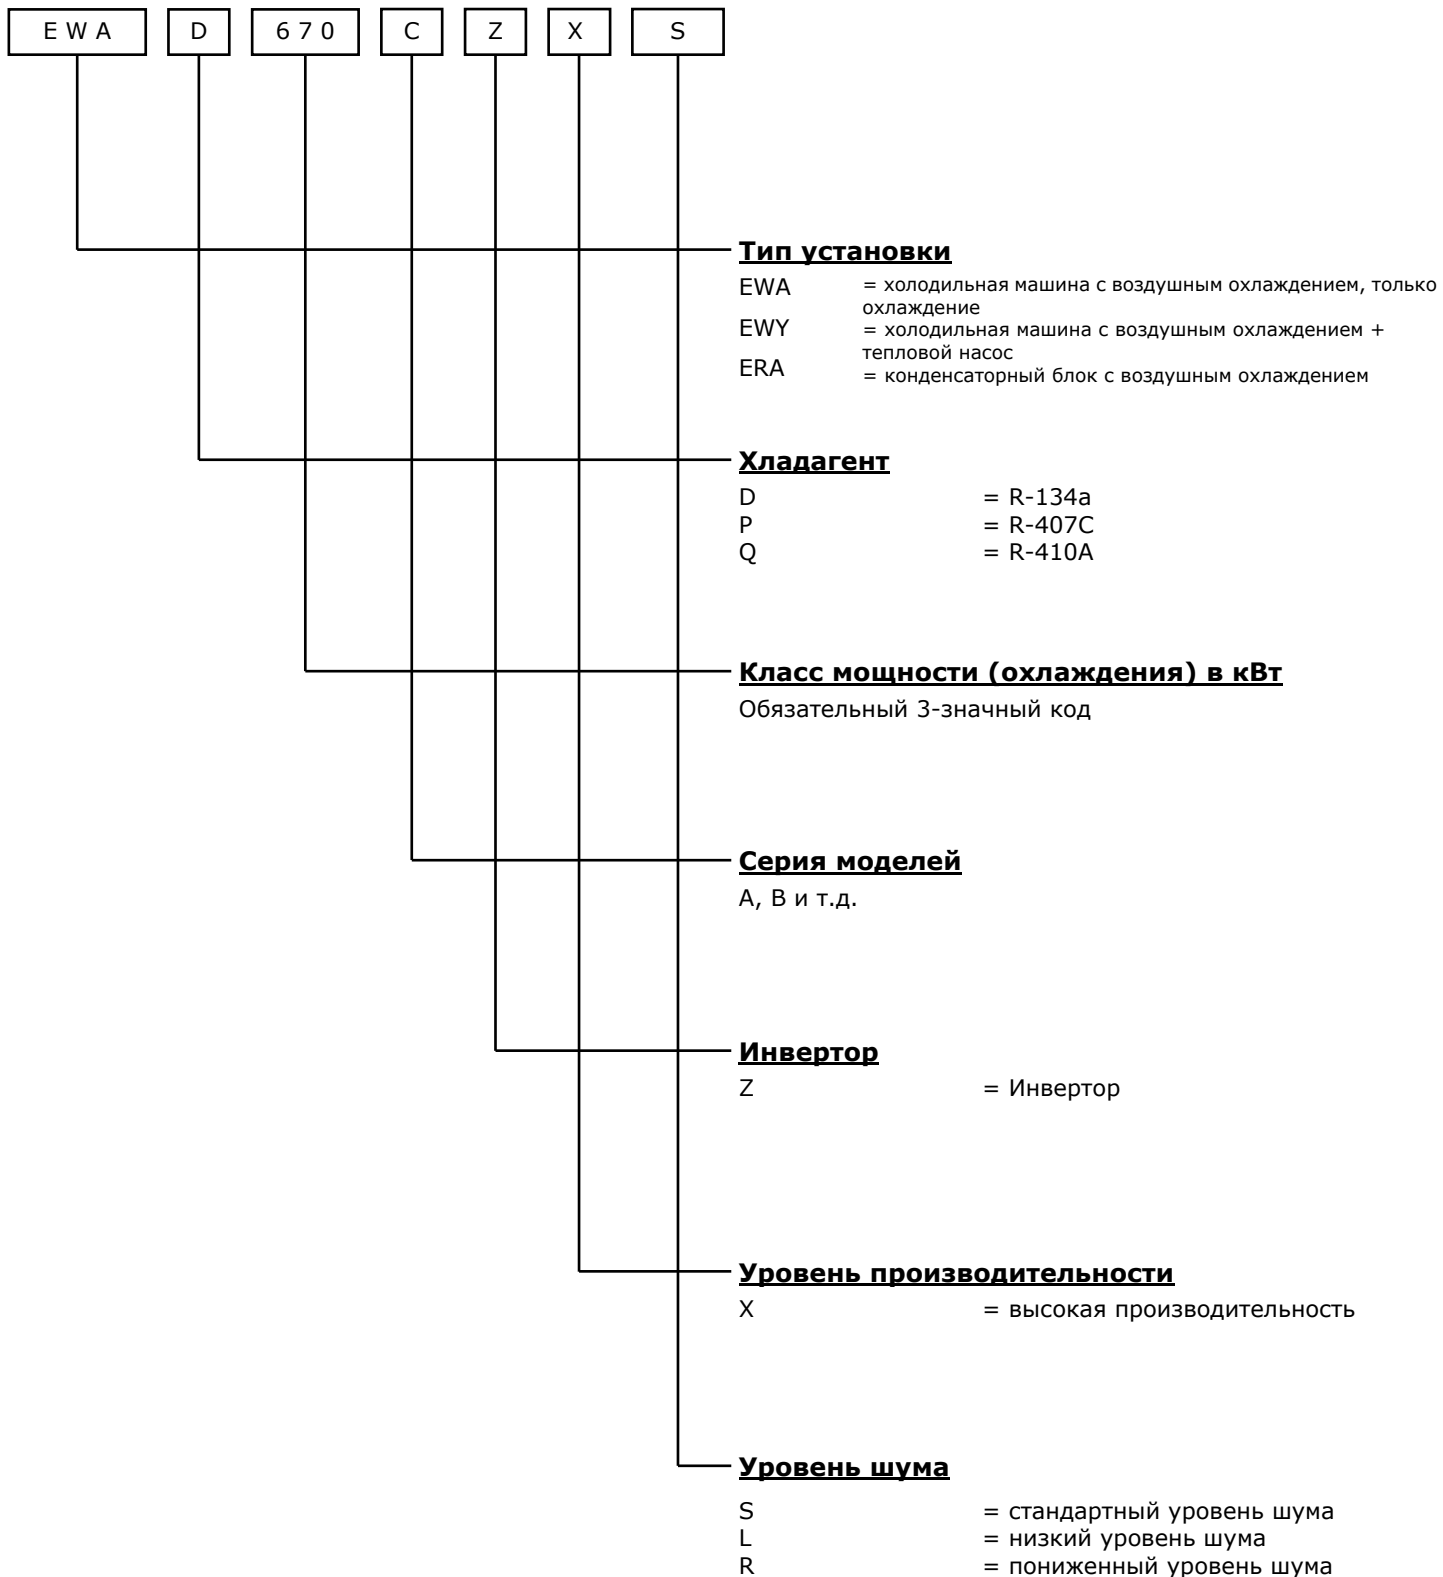 E W A D 6 7 0 C Z X S
Тип установки
EWA = холодильная машина с воздушным охлаждением, только
охлаждение
EWY = холодильная машина с воздушным охлаждением +
тепловой насос
ERA = конденсаторный блок с воздушным охлаждением
Хладагент
D = R-134a
P = R-407C
Q = R-410A
Класс мощности (охлаждения) в кВт
Обязательный 3-значный код
Серия моделей
А, В и т.д.
Инвертор
Z = Инвертор
Уровень производительности
X = высокая производительность
Уровень шума
S = стандартный уровень шума
L = низкий уровень шума
R = пониженный уровень шума